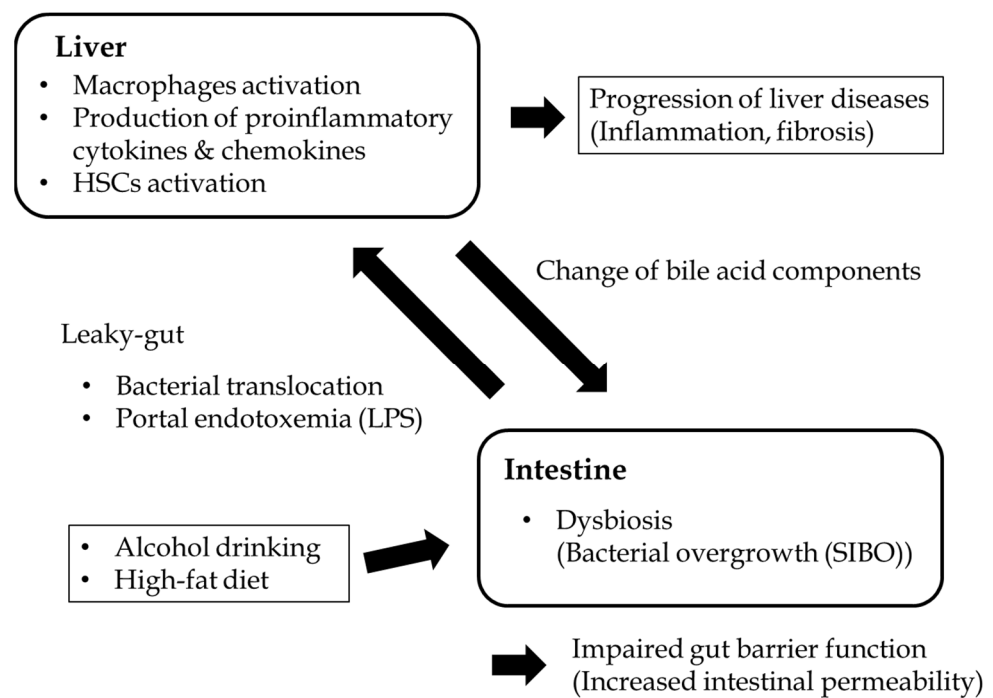 Liver
• Macrophages activation
• Production of proinflammatory
cytokines & chemokines
• HSCs activation
Progression of liver diseases
(Inflammation, fibrosis)
Change of bile acid components
Leaky-gut
• Bacterial translocation
• Portal endotoxemia (LPS)
Intestine
• Dysbiosis
(Bacterial overgrowth (SIBO))
• Alcohol drinking
• High-fat diet
Impaired gut barrier function
(Increased intestinal permeability)